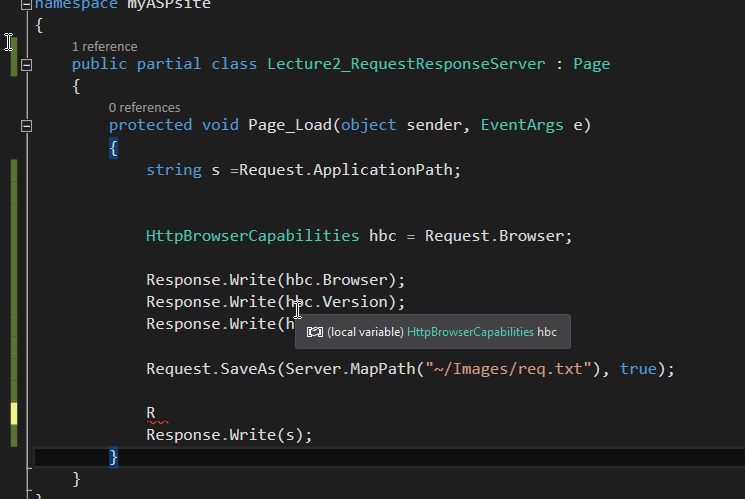 namespace myASPsite
{
1 reference
public partial class Lecture2_RequestResponseServer : Page
{
0 references
protected void Page_Load(object sender, EventArgs e)
{
string s =Request.ApplicationPath;
HttpBrowserCapabilities hbc = Request.Browser;
Response.Write(hbc.Browser);
Response.Write(hbc.Version);
Response.Write(h
(local variable) HttpBrowserCapabilities hbc
Request.SaveAs(Server.MapPath("~/Images/req.txt"), true);
R
Response.Write(s);
}
}
}